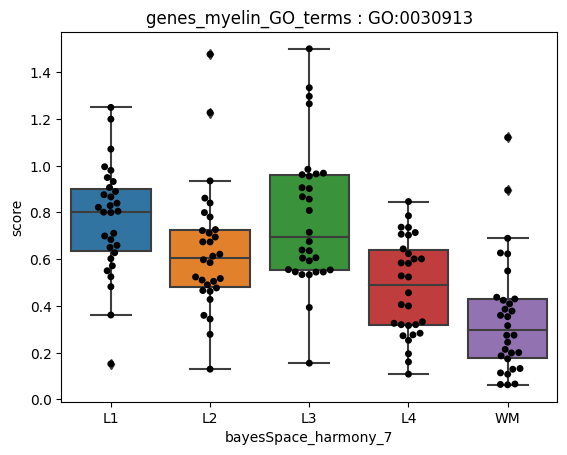 genes_myelin_GO_terms : GO:0030913
score
1.4
1.2
1.0
0.8
0.6
0.4
0.2
0.0
L1 L2 L3 L4 WM
bayesSpace_harmony_7